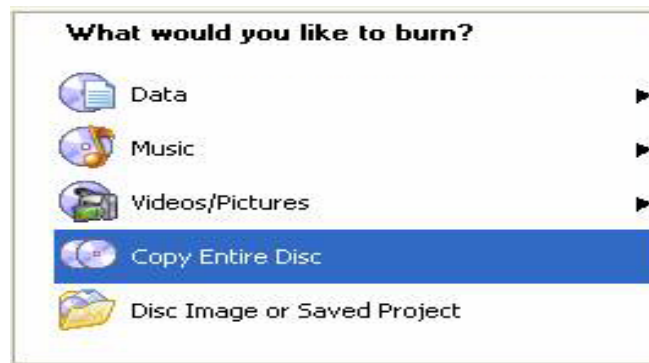 What would you like to burn?
Data
Music
Videos/Pictures
Copy Entire Disc
Disc Image or Saved Project